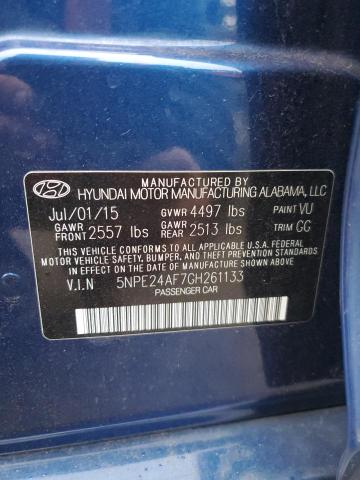 MANUFACTURED BY
HYUNDAI MOTOR MANUFACTURING ALABAMA, LLC
Jul/01/15 GVWR 4497 lbs PAINT VU
GAWR FRONT 2557 lbs GAWR REAR 2513 lbs TRIM GC
THIS VEHICLE CONFORMS TO ALL APPLICABLE U.S.A. FEDERAL
MOTOR VEHICLE SAFETY, BUMPER, AND THEFT PREVENTION
STANDARDS IN EFFECT ON THE DATE OF MANUFACTURE SHOWN ABOVE.
V.I.N 5NPE24AF7GH261133
PASSENGER CAR